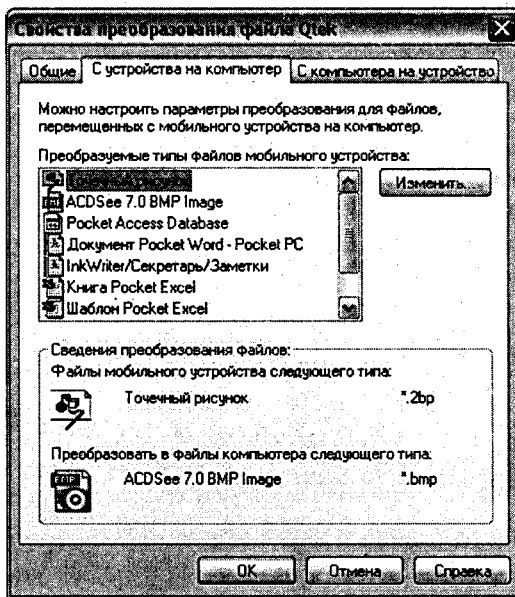 Свойства преобразования файла Qtek
Общие
С устройства на компьютер
С компьютера на устройство
Можно настроить параметры преобразования для файлов,
перемещенных с мобильного устройства на компьютер.
Преобразуемые типы файлов мобильного устройства:
Точечный рисунок
ACDSee 7.0 BMP Image
Pocket Access Database
Документ Pocket Word - Pocket PC
InkWriter/Секретарь/Заметки
Книга Pocket Excel
Шаблон Pocket Excel
Изменить...
Сведения преобразования файлов:
Файлы мобильного устройства следующего типа:
Точечный рисунок *.2bp
Преобразовать в файлы компьютера следующего типа:
BMP
ACDSee 7.0 BMP Image *.bmp
OK
Отмена
Справка